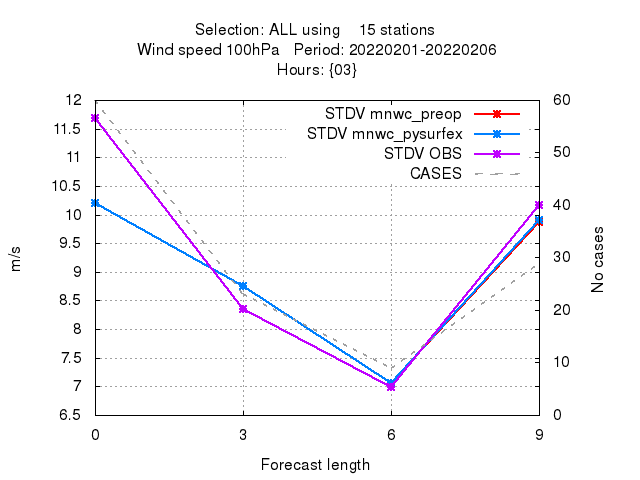 Selection: ALL using 15 stations
Wind speed 100hPa Period: 20220201-20220206
Hours: {03}
STDV mnwc_preop
STDV mnwc_pysurfex
STDV OBS
CASES
12
11.5
11
10.5
10
9.5
9
8.5
8
7.5
7
6.5
60
50
40
30
20
10
0
m/s
No cases
0 3 6 9
Forecast length